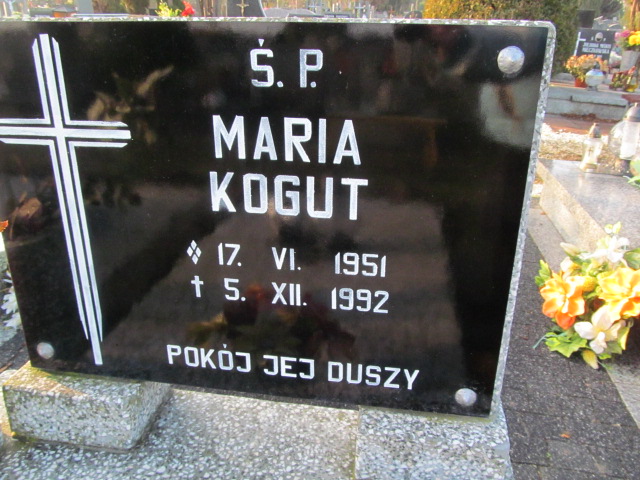 Ś. P.
MARIA
KOGUT
17. VI. 1951
† 5. XII. 1992
POKÓJ JEJ DUSZY